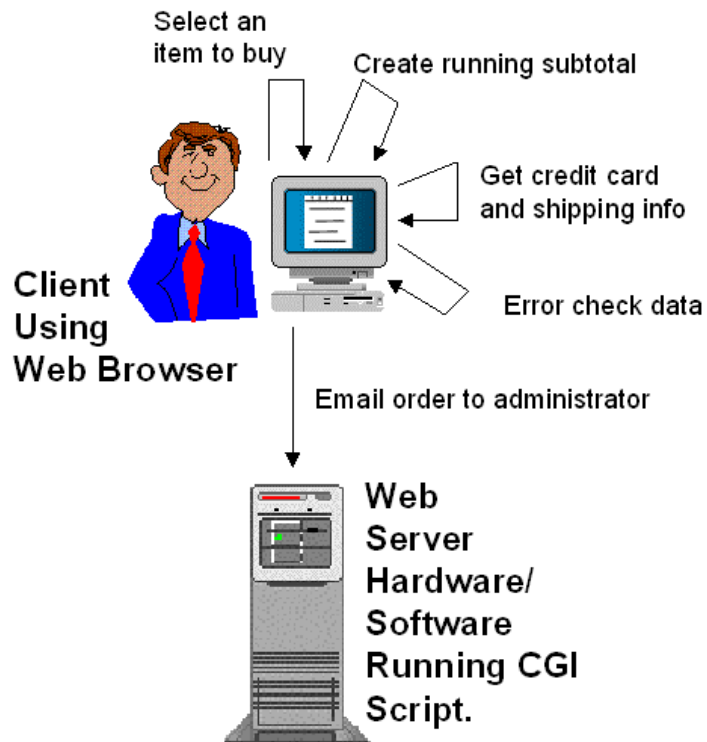 Select an
item to buy
Create running subtotal
Get credit card
and shipping info
Error check data
Client
Using
Web Browser
Email order to administrator
Web
Server
Hardware/
Software
Running CGI
Script.